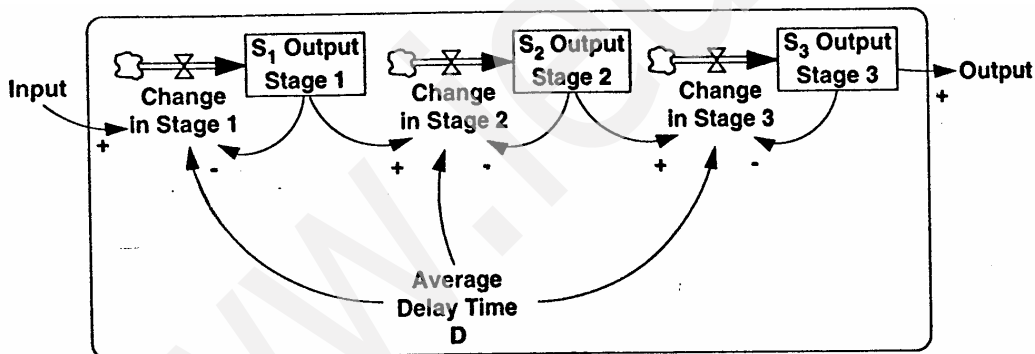 S1 Output
Stage 1
S2 Output
Stage 2
S3 Output
Stage 3
Input
Output
Change
in Stage 1
Change
in Stage 2
Change
in Stage 3
+
-
+
-
+
-
+
Average
Delay Time
D